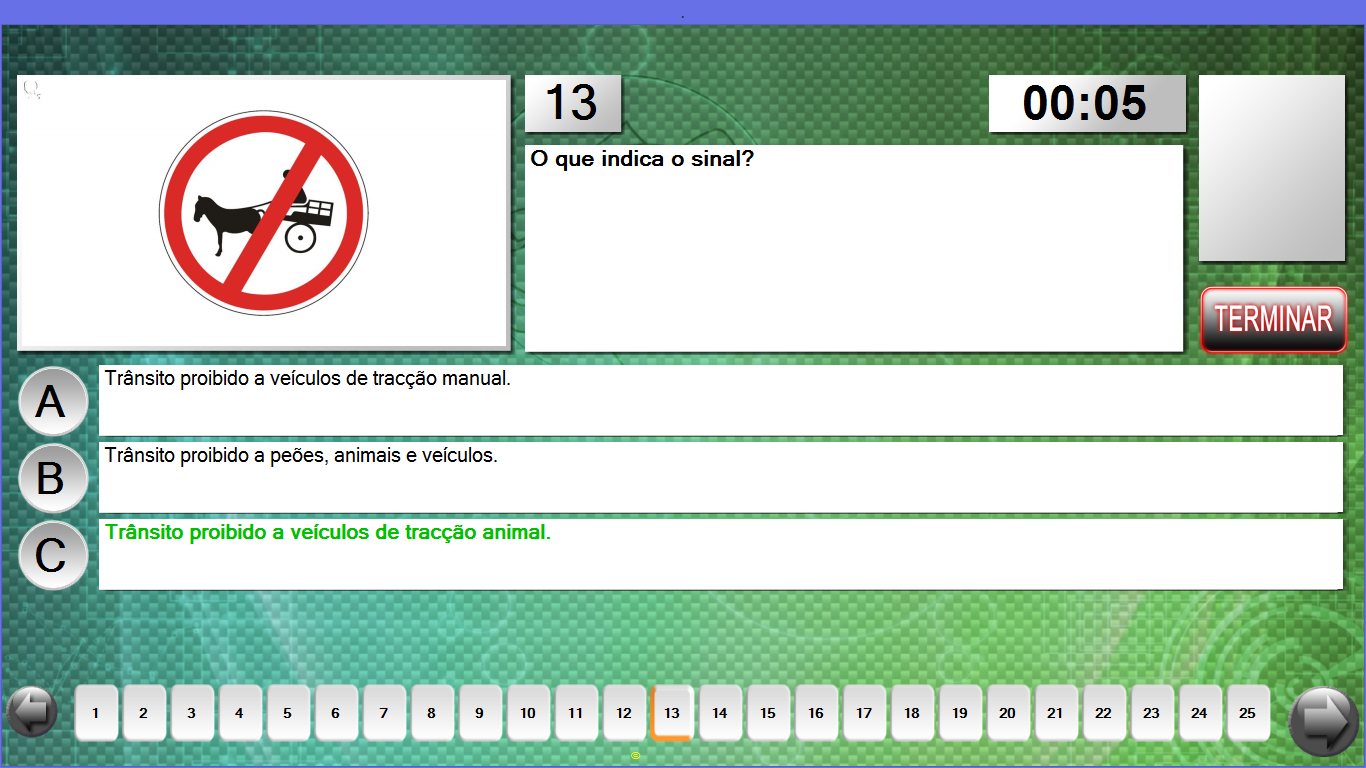 13
00:05
O que indica o sinal?
TERMINAR
A
Trânsito proibido a veículos de tracção manual.
B
Trânsito proibido a peões, animais e veículos.
C
Trânsito proibido a veículos de tracção animal.
1 2 3 4 5 6 7 8 9 10 11 12 13 14 15 16 17 18 19 20 21 22 23 24 25